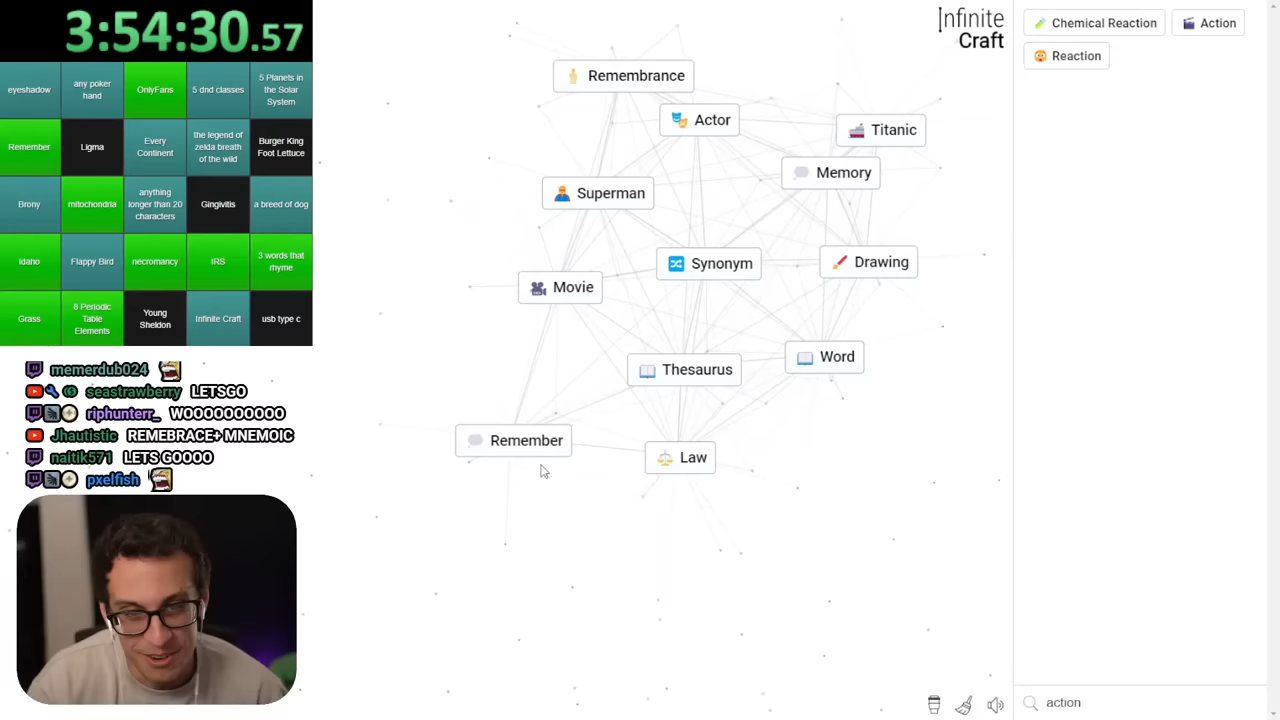 3:54:30.57
eyeshadow
any poker
hand
OnlyFans
5 dnd classes
5 Planets in
the Solar
System
Remember
Ligma
Every
Continent
the legend of
zelda breath
of the wild
Burger King
Foot Lettuce
Brony
mitochondria
anything
longer than 20
characters
Gingivitis
a breed of dog
idaho
Flappy Bird
necromancy
IRS
3 words that
rhyme
Grass
8 Periodic
Table
Elements
Young
Sheldon
Infinite Craft
usb type c
memerdub024
seastrawberry LETSGO
riphunterr_ WOOOOOOOOOO
Jhautistic REMEBRACE+ MNEMOIC
naitik571 LETS GOOOO
pxelfish
Infinite
Craft
Remembrance
Actor
Titanic
Memory
Superman
Synonym
Drawing
Movie
Word
Thesaurus
Remember
Law
Chemical Reaction
Action
Reaction
action